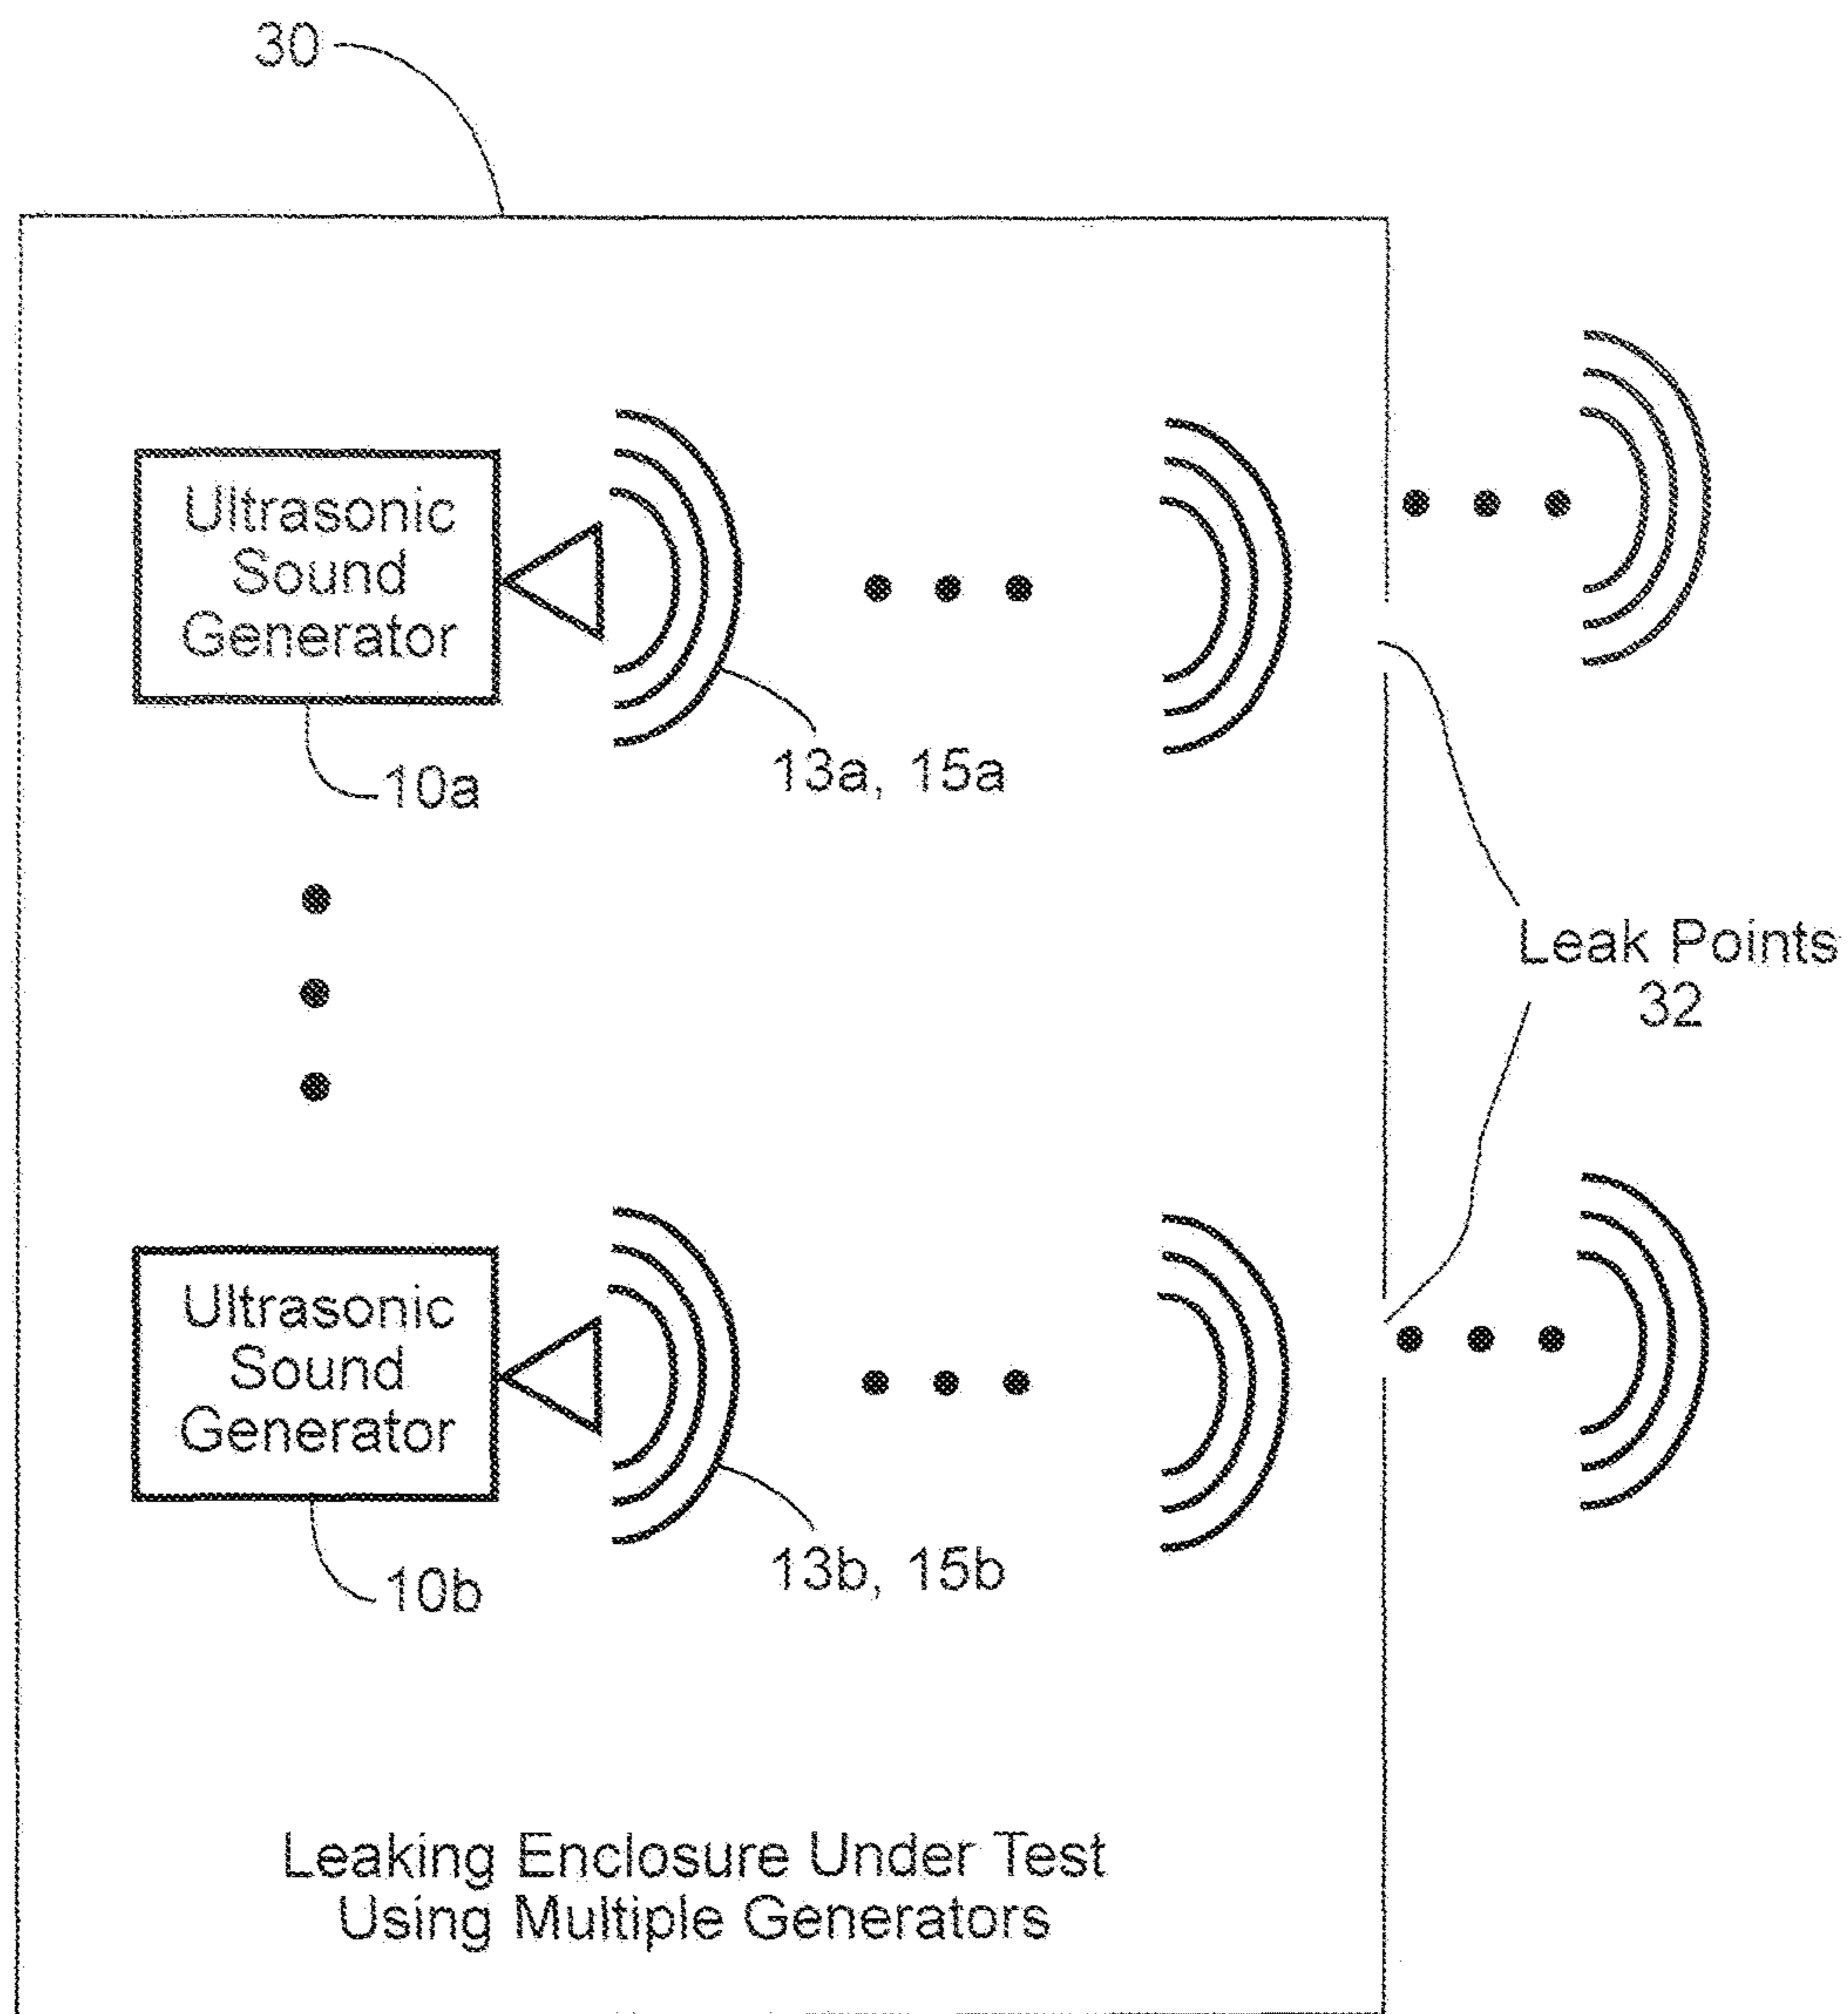 30
Ultrasonic
Sound
Generator
10a
13a, 15a
Leak Points
32
Ultrasonic
Sound
Generator
10b
13b, 15b
Leaking Enclosure Under Test
Using Multiple Generators